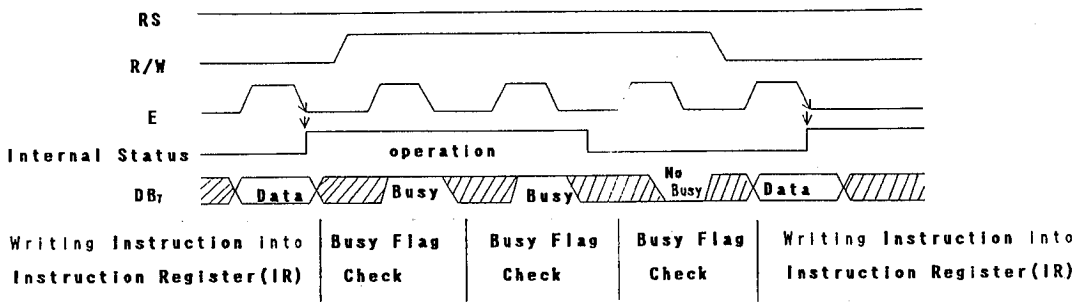 RS
R/W
E
Internal Status operation
DB7 Data Busy Busy No Busy Data
Writing Instruction into Busy Flag Busy Flag Busy Flag Writing Instruction into
Instruction Register(IR) Check Check Check Instruction Register(IR)